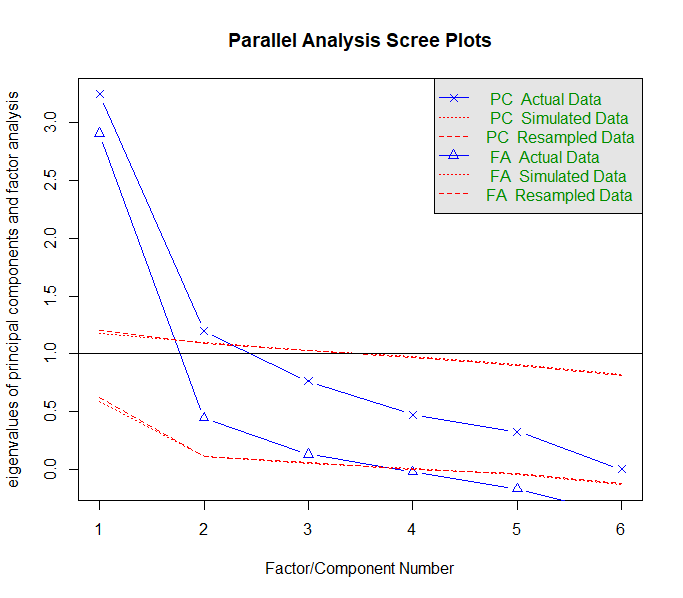 Parallel Analysis Scree Plots
eigenvalues of principal components and factor analysis
3.0
2.5
2.0
1.5
1.0
0.5
0.0
PC Actual Data
PC Simulated Data
PC Resampled Data
FA Actual Data
FA Simulated Data
FA Resampled Data
1 2 3 4 5 6
Factor/Component Number